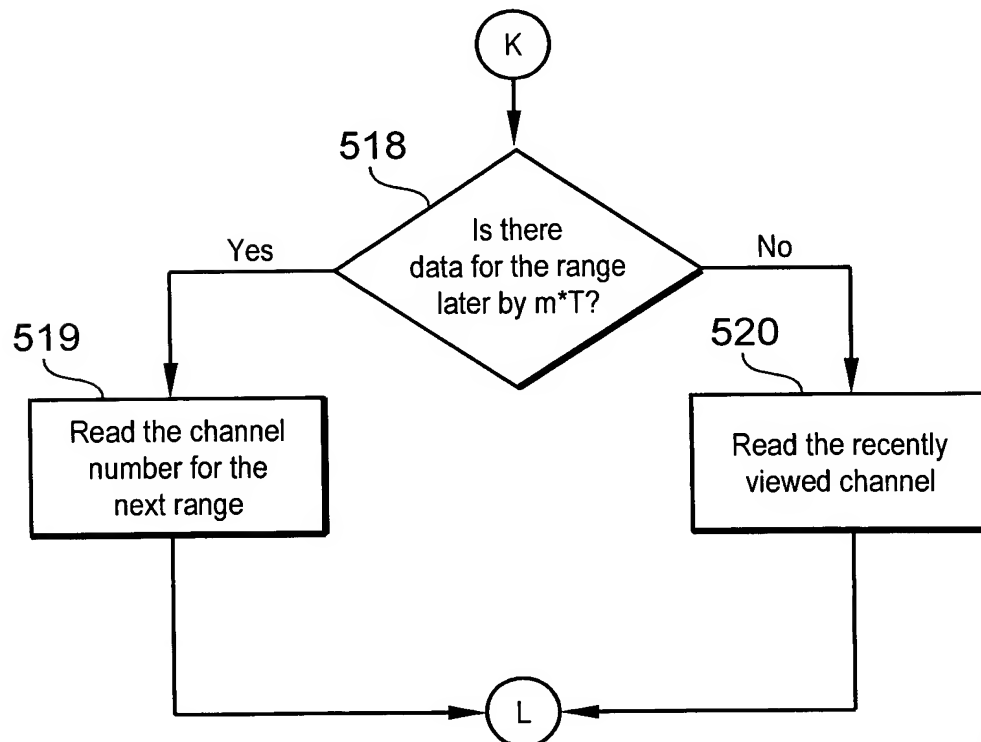 K
518
Is there
data for the range
later by m*T?
Yes
No
519
520
Read the channel
number for the
next range
Read the recently
viewed channel
L